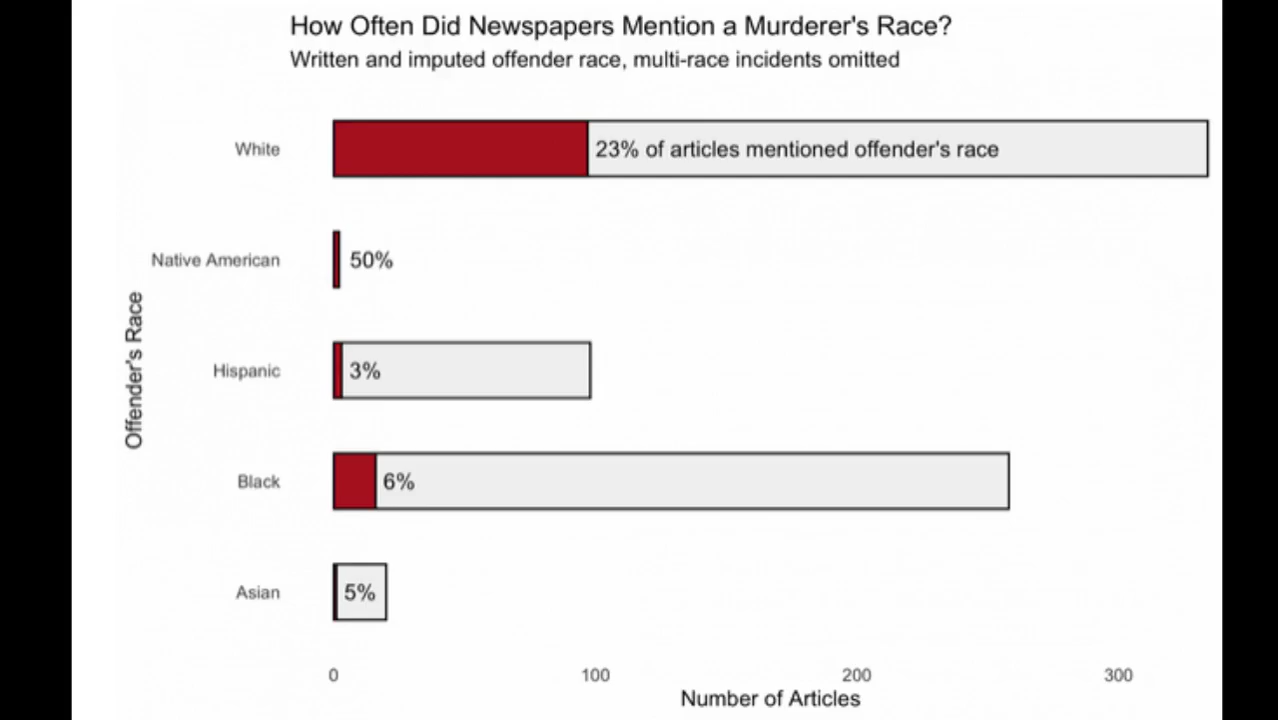 How Often Did Newspapers Mention a Murderer's Race?
Written and imputed offender race, multi-race incidents omitted
White
23% of articles mentioned offender's race
Native American
50%
Offender's Race
Hispanic
3%
Black
6%
Asian
5%
0 100 200 300
Number of Articles